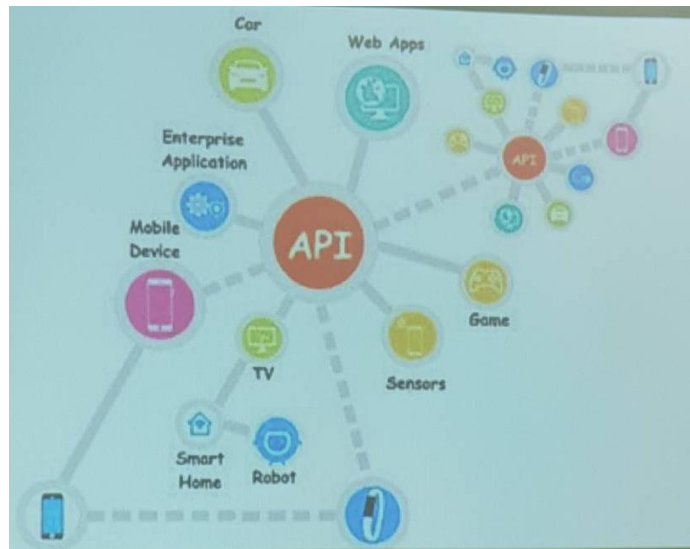 Car
Web Apps
Enterprise
Application
API
Mobile
Device
API
Game
TV
Sensors
Smart
Home
Robot